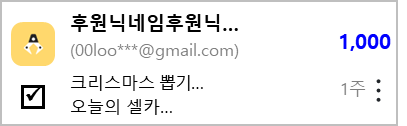 후원닉네임후원닉...
(00loo***@gmail.com)
1,000
크리스마스 뽑기...
1주
오늘의 셀카...